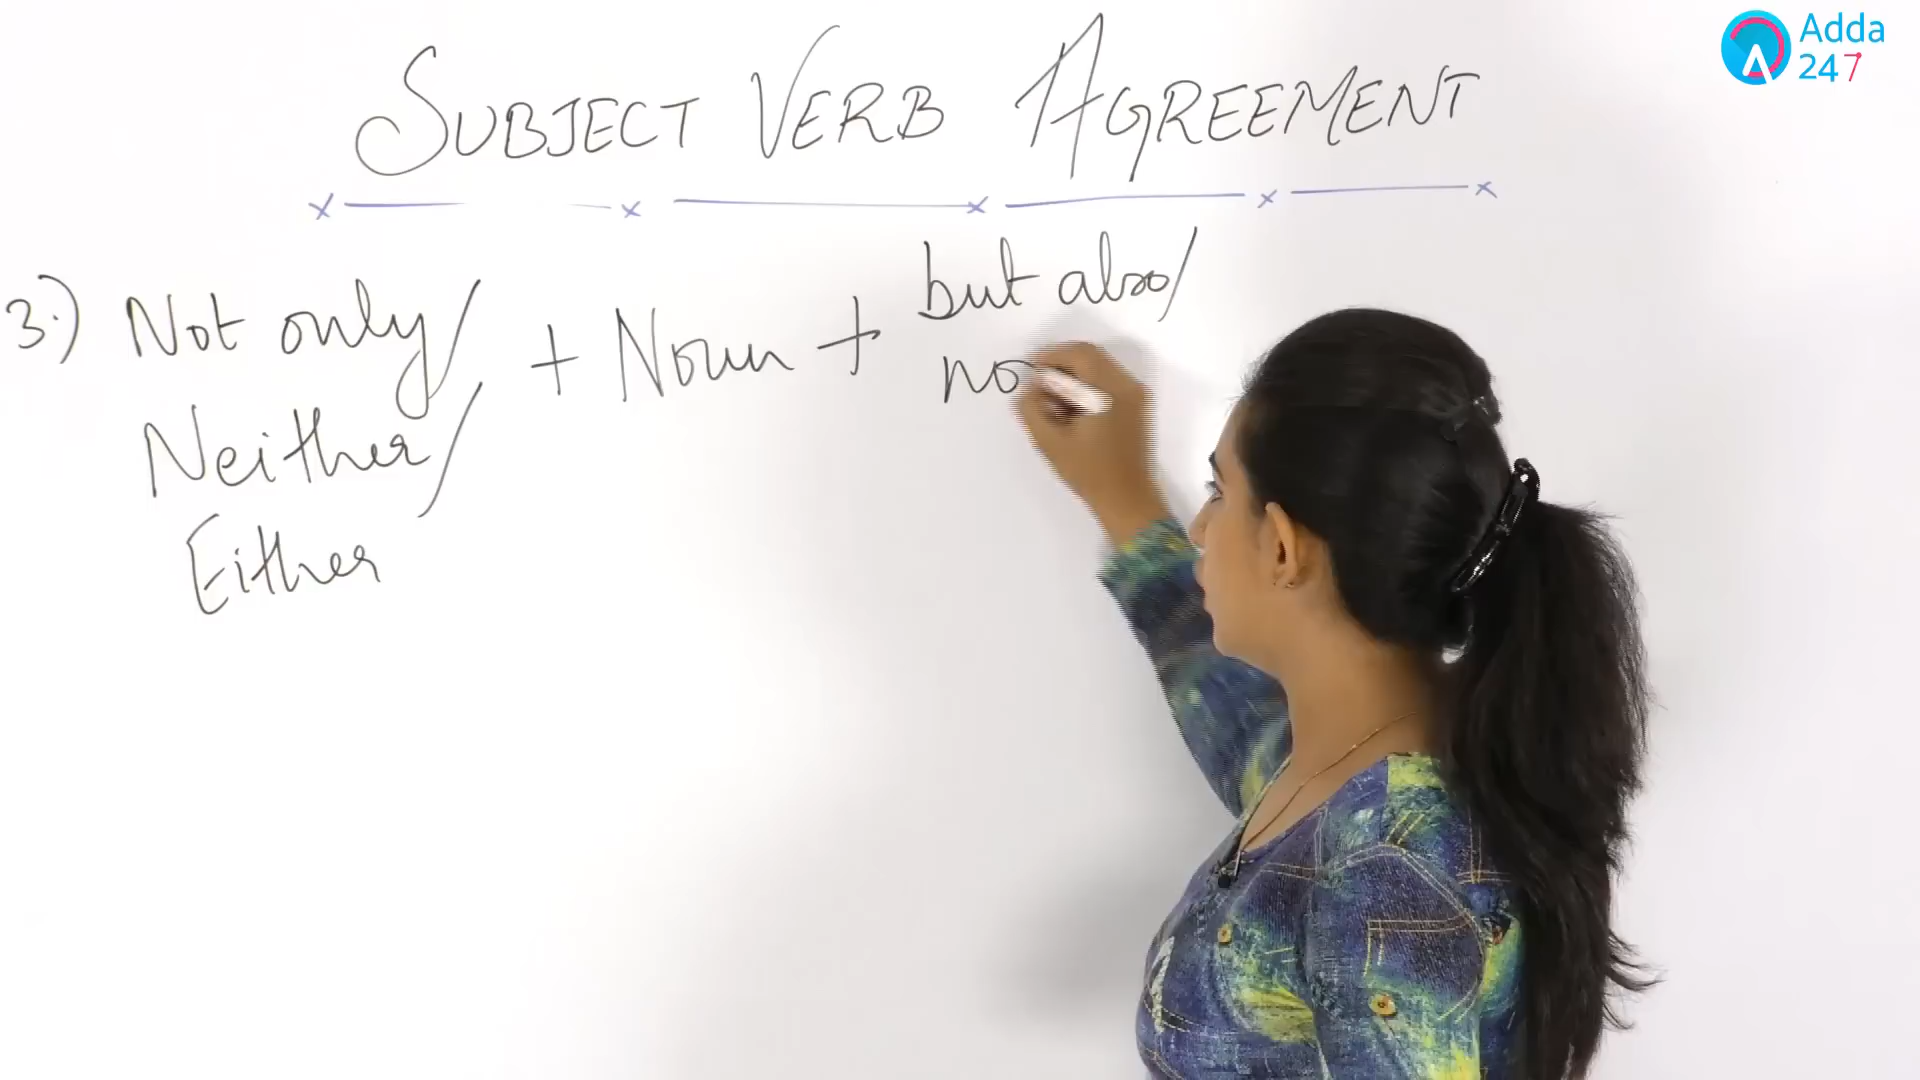 SUBJECT VERB AGREEMENT
Adda
247
3.) Not only/ + Noun + but also/
Neither/ no
Either